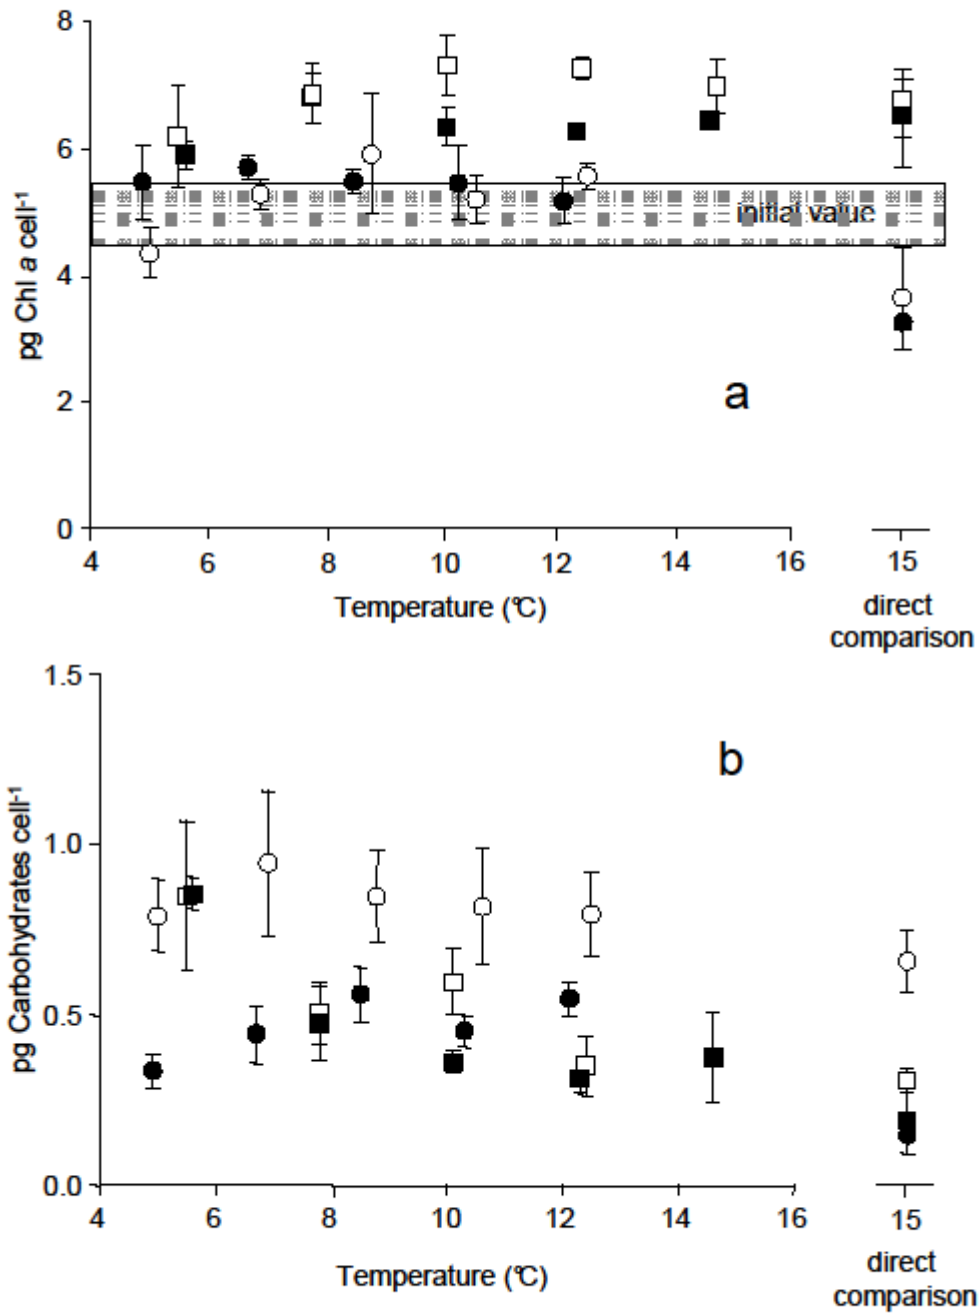 8
6
4
2
0
pg Chl a cell-1
initial value
a
4 6 8 10 12 14 16 15
Temperature (°C)
direct
comparison
1.5
1.0
0.5
0.0
pg Carbohydrates cell-1
b
4 6 8 10 12 14 16 15
Temperature (°C)
direct
comparison